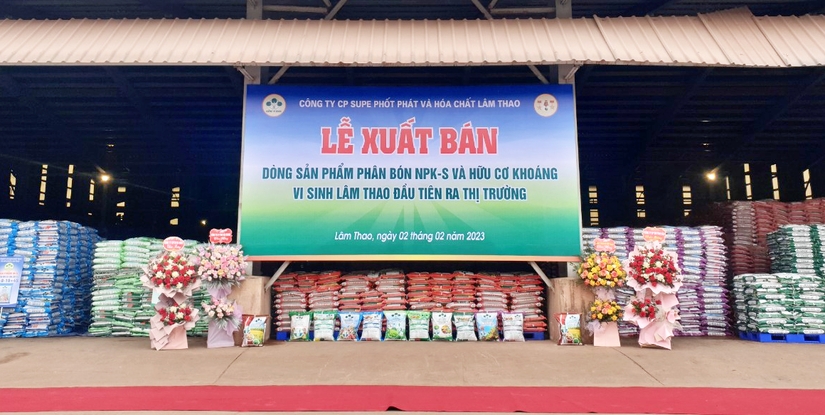 CÔNG TY CP SUPE PHỐT PHÁT VÀ HÓA CHẤT LÂM THAO
LỄ XUẤT BÁN
DÒNG SẢN PHẨM PHÂN BÓN NPK-S VÀ HỮU CƠ KHOÁNG
VI SINH LÂM THAO ĐẦU TIÊN RA THỊ TRƯỜNG
Lâm Thao, ngày 02 tháng 02 năm 2023